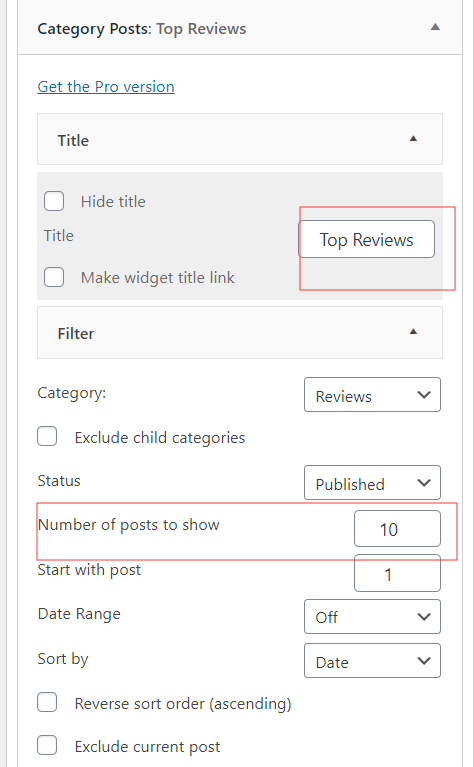 Category Posts: Top Reviews
Get the Pro version
Title
Hide title
Title Top Reviews
Make widget title link
Filter
Category: Reviews
Exclude child categories
Status Published
Number of posts to show 10
Start with post 1
Date Range Off
Sort by Date
Reverse sort order (ascending)
Exclude current post